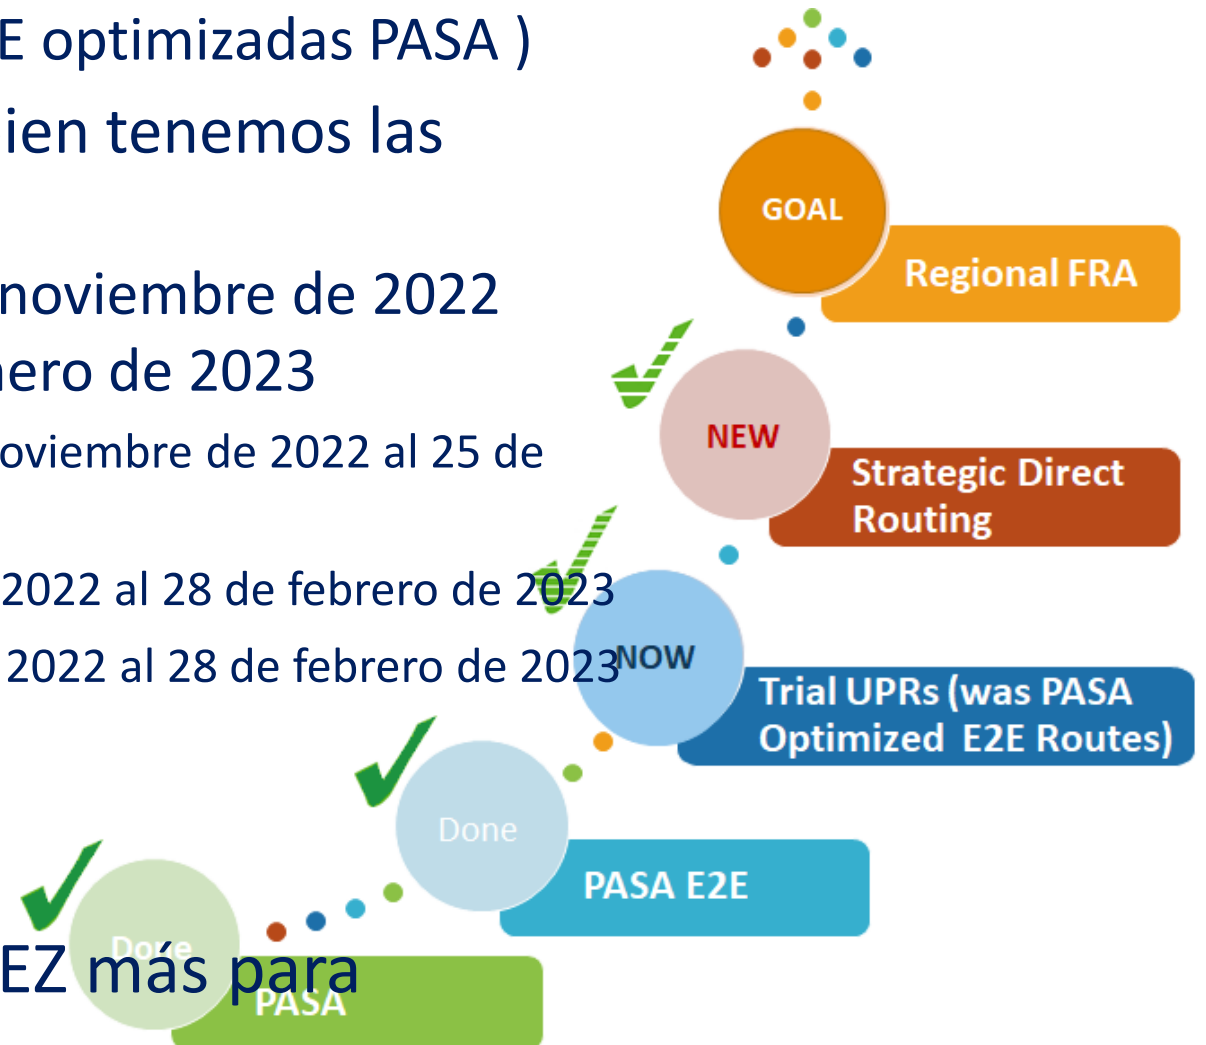 E optimizadas PASA )
ien tenemos las
noviembre de 2022
nero de 2023
oviembre de 2022 al 25 de
2022 al 28 de febrero de 2023
2022 al 28 de febrero de 2023
EZ más para
GOAL
Regional FRA
NEW
Strategic Direct
Routing
NOW
Trial UPRs (was PASA
Optimized E2E Routes)
Done
PASA E2E
Done
PASA